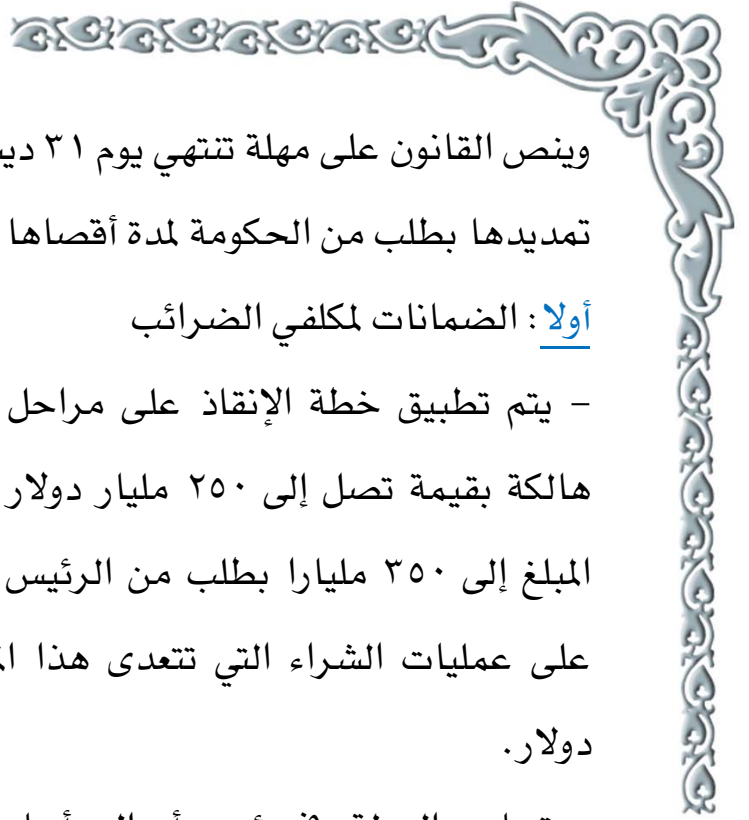 وينص القانون على مهلة تنتهي يوم ٣١
تمديدها بطلب من الحكومة لمدة أقصاها
أولا : الضمانات لمكلفي الضرائب
- يتم تطبيق خطة الإنقاذ على مراحل
هالكة بقيمة تصل إلى ٢٥٠ مليار دولار
المبلغ إلى ٣٥٠ مليارا بطلب من الرئيس
على عمليات الشراء التي تتعدى هذا
دولار.